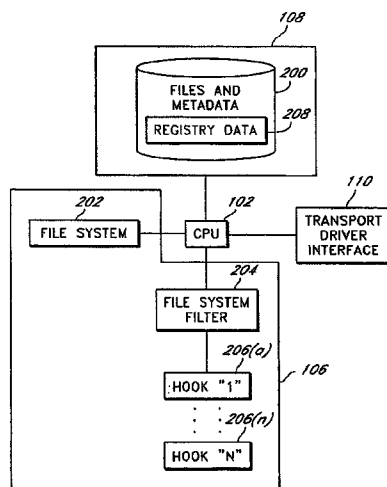 108
200
FILES AND
METADATA
208
REGISTRY DATA
202
102
110
FILE SYSTEM
CPU
TRANSPORT
DRIVER
INTERFACE
204
FILE SYSTEM
FILTER
206(a)
HOOK "1"
106
206(n)
HOOK "N"